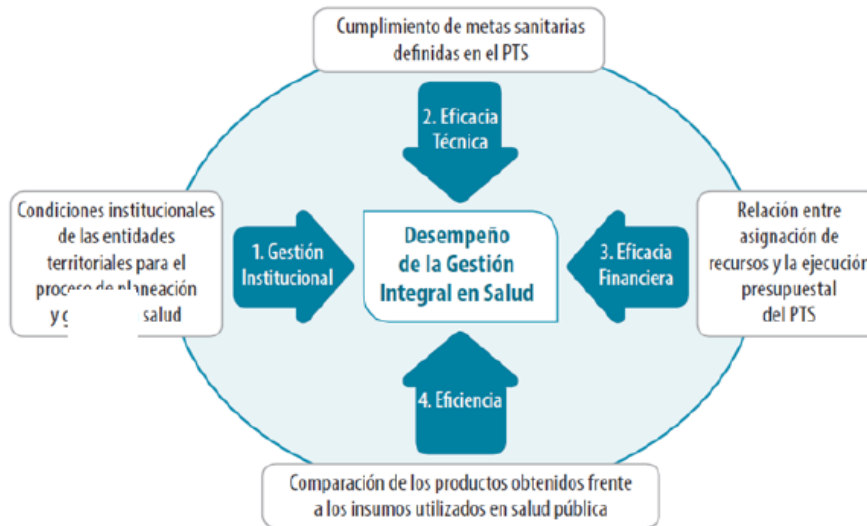 Cumplimiento de metas sanitarias
definidas en el PTS
2. Eficacia
Técnica
Condiciones institucionales
de las entidades
territoriales para el
proceso de planeación
y salud
1. Gestión
Institucional
Desempeño
de la Gestión
Integral en Salud
3. Eficacia
Financiera
Relación entre
asignación de
recursos y la ejecución
presupuestal
del PTS
4. Eficiencia
Comparación de los productos obtenidos frente
a los insumos utilizados en salud pública